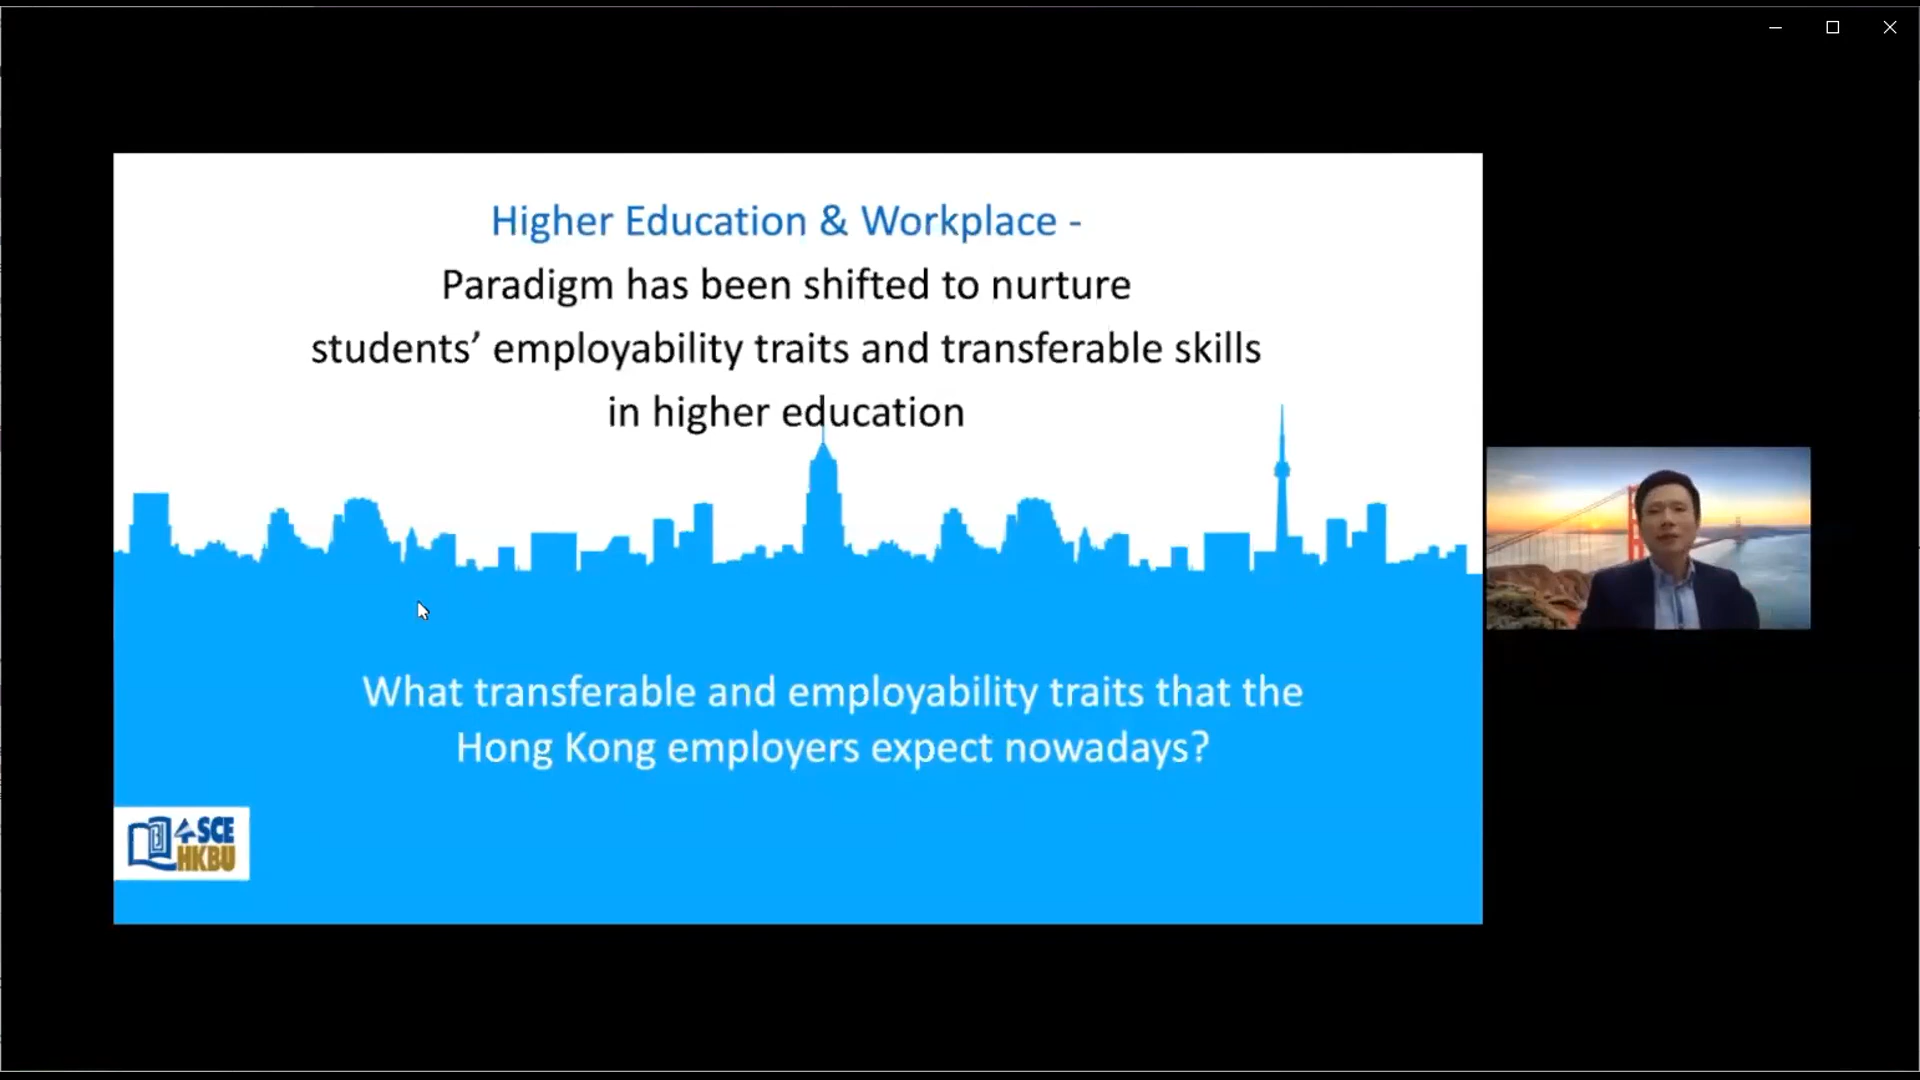 Higher Education & Workplace -
Paradigm has been shifted to nurture
students’ employability traits and transferable skills
in higher education
What transferable and employability traits that the
Hong Kong employers expect nowadays?
SCE
HKBU